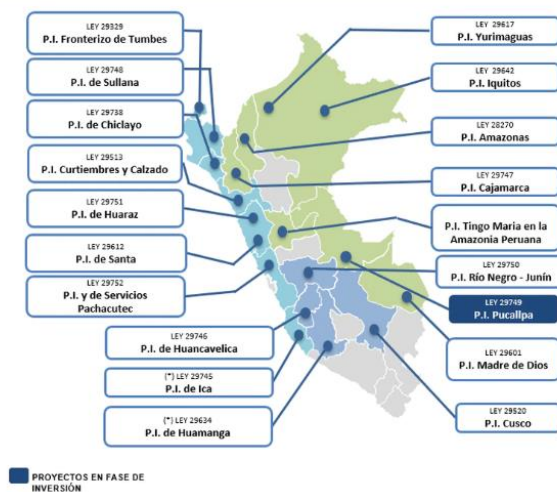 LEY 29329
P.I. Fronterizo de Tumbes
LEY 29748
P.I. de Sullana
LEY 29738
P.I. de Chiclayo
LEY 29513
P.I. Curtiembres y Calzado
LEY 29751
P.I. de Huaraz
LEY 29612
P.I. de Santa
LEY 29752
P.I. y de Servicios
Pachacutec
LEY 29746
P.I. de Huancavelica
(*) LEY 29745
P.I. de Ica
(*) LEY 29634
P.I. de Huamanga
LEY 29617
P.I. Yurimaguas
LEY 29642
P.I. Iquitos
LEY 28270
P.I. Amazonas
LEY 29747
P.I. Cajamarca
P.I. Tingo Maria en la
Amazonia Peruana
LEY 29750
P.I. Río Negro - Junín
LEY 29749
P.I. Pucallpa
LEY 29601
P.I. Madre de Dios
LEY 29520
P.I. Cusco
PROYECTOS EN FASE DE
INVERSIÓN